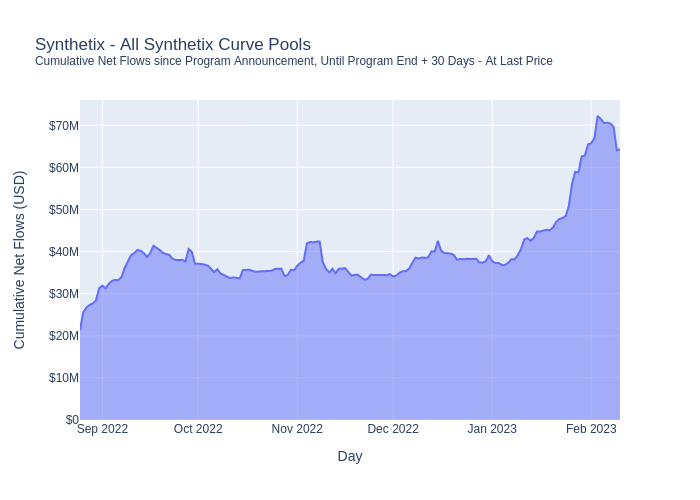 Synthetix - All Synthetix Curve Pools
Cumulative Net Flows since Program Announcement, Until Program End + 30 Days - At Last Price
Cumulative Net Flows (USD)
$70M
$60M
$50M
$40M
$30M
$20M
$10M
$0
Sep 2022
Oct 2022
Nov 2022
Dec 2022
Jan 2023
Feb 2023
Day